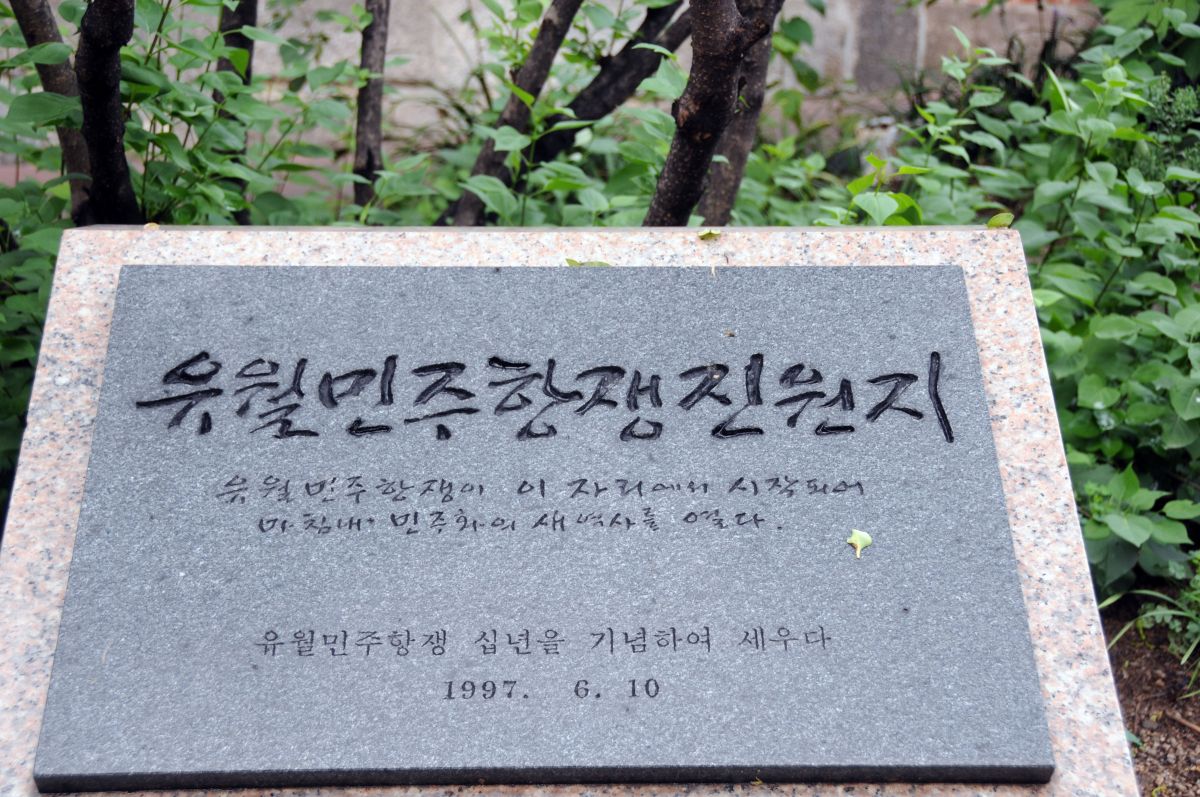 유월민주항쟁진원지
유월민주항쟁이 이 자리에서 시작되어
마침내 민주화의 새 역사를 열다.
유월민주항쟁 십년을 기념하여 세우다
1997. 6. 10